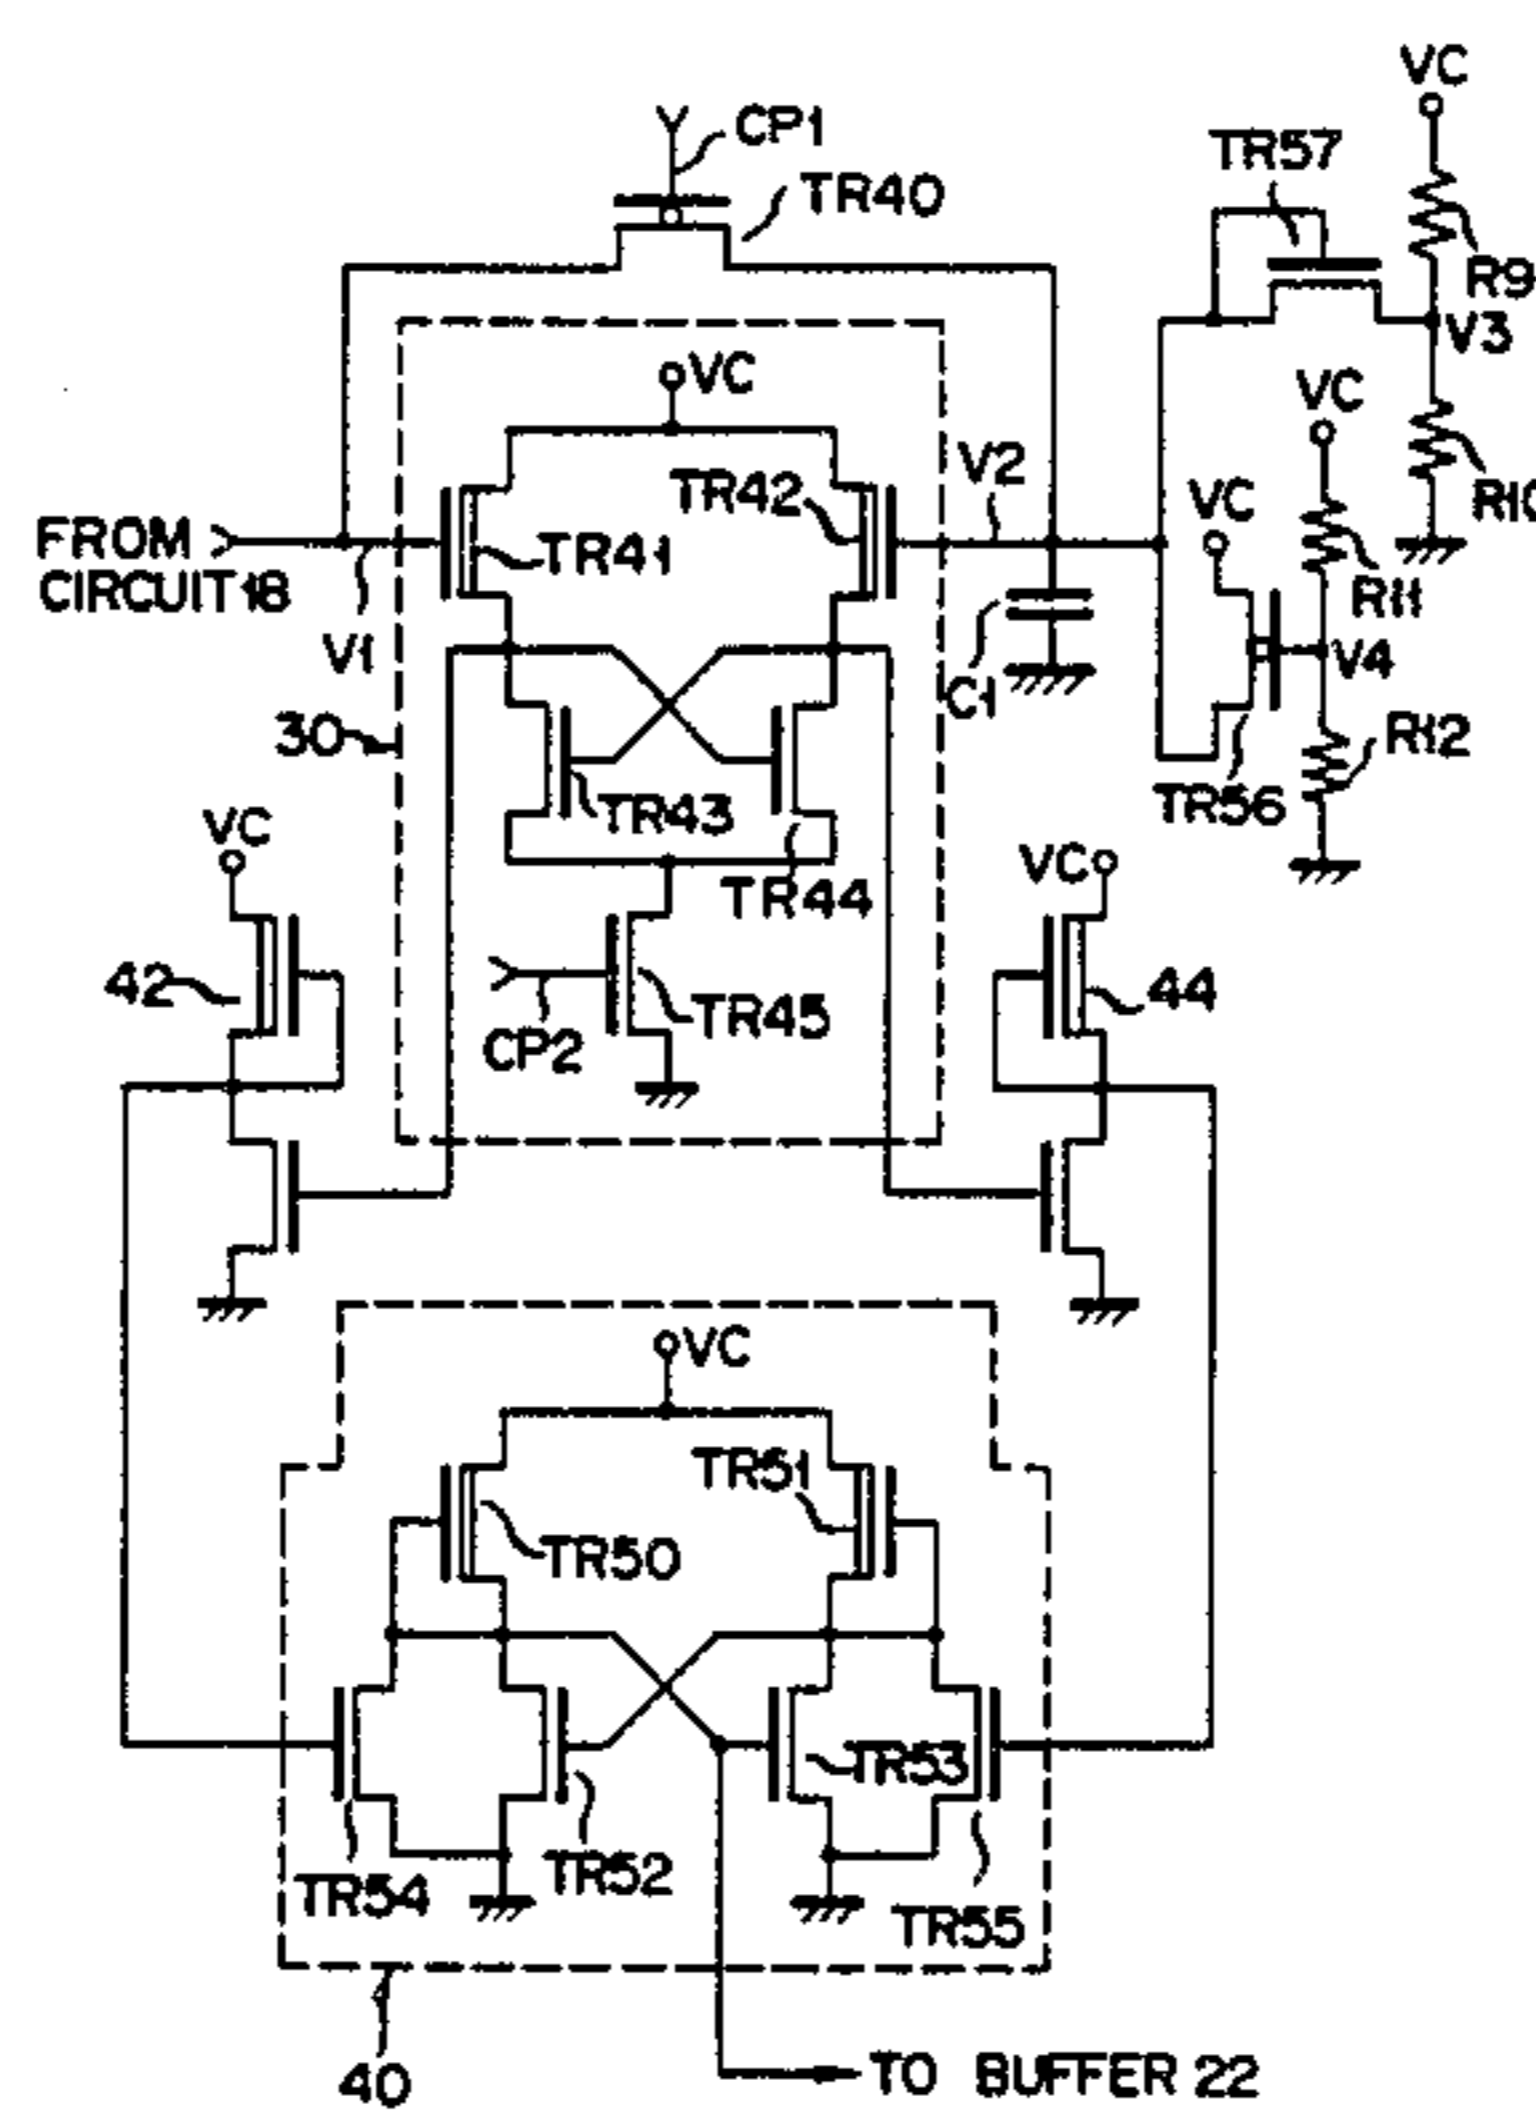 VC
CP1
TR57
TR40
R9
V3
VC
VC
V2
TR42
VC
R10
FROM
CIRCUIT 18
TR41
R11
V1
V4
C1
30
R12
TR43
TR56
VC
VC
TR44
42
44
TR45
CP2
VC
TR51
TR50
TR53
TR52
TR54
TR55
40
TO BUFFER 22